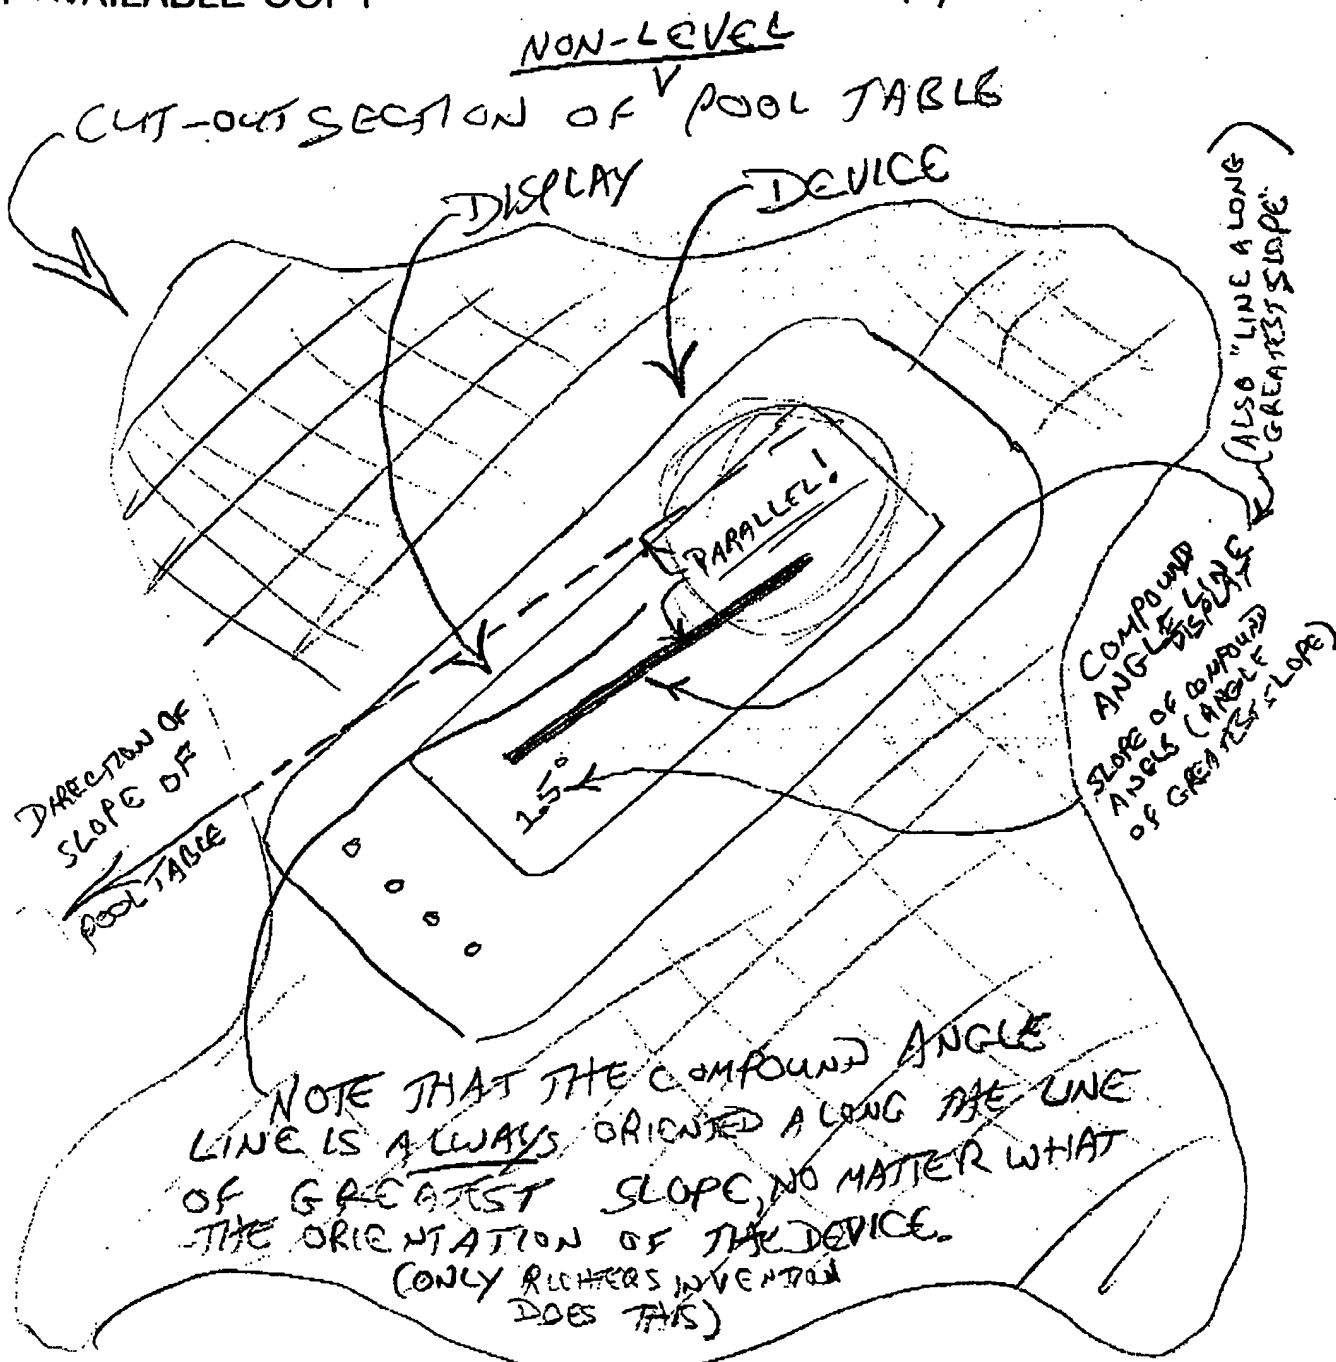 AVAILABLE COPY
NON-LEVEL
V
CUT-OUT SECTION OF POOL TABLE
DISPLAY
DEVICE
(ALSO "LINE ALONG
GREATEST SLOPE"
PARALLEL!
COMPOUND
ANGLE LINE
DISPLAY
SLOPE OF COMPOUND
ANGELS (ANGLE
OF GREATEST SLOPE)
1.5°
DIRECTION OF
SLOPE OF
POOL TABLE
NOTE THAT THE COMPOUND ANGLE
LINE IS ALWAYS ORIENTED ALONG THE LINE
OF GREATEST SLOPE, NO MATTER WHAT
THE ORIENTATION OF THE DEVICE.
(ONLY RICHTERS INVENTION
DOES THIS)